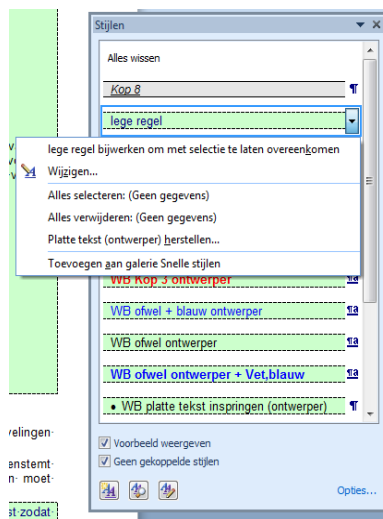 Stijlen
Alles wissen
Kop 8 ¶
lege regel
lege regel bijwerken om met selectie te laten overeenkomen
Wijzigen...
Alles selecteren: (Geen gegevens)
Alles verwijderen: (Geen gegevens)
Platte tekst (ontwerper) herstellen...
Toevoegen aan galerie Snelle stijlen
WB Kop 3 ontwerper ¶a
WB ofwel + blauw ontwerper ¶a
WB ofwel ontwerper ¶a
WB ofwel ontwerper + Vet,blauw ¶a
• WB platte tekst inspringen (ontwerper) ¶
velingen·
Voorbeeld weergeven
enstemt·
Geen gekoppelde stijlen
n· moet·
Opties...
st·zodat·